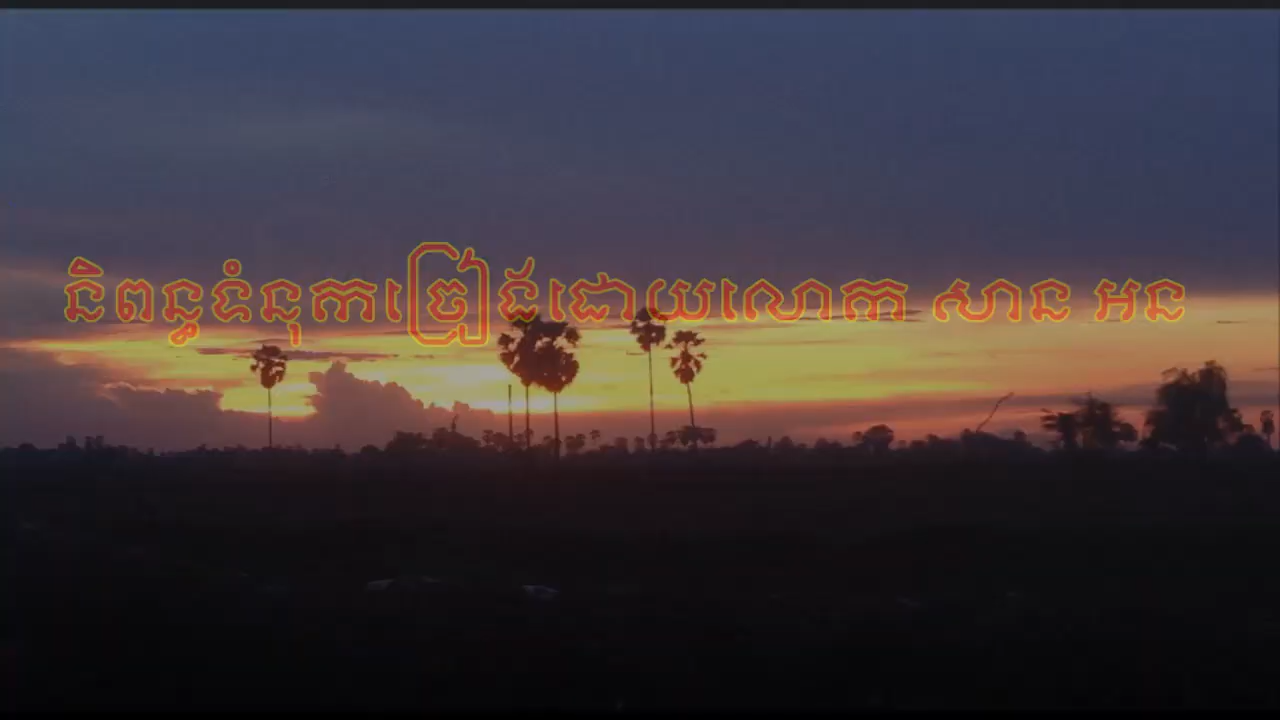 និពន្ធទំនុកច្រៀងដោយលោក សាន អន